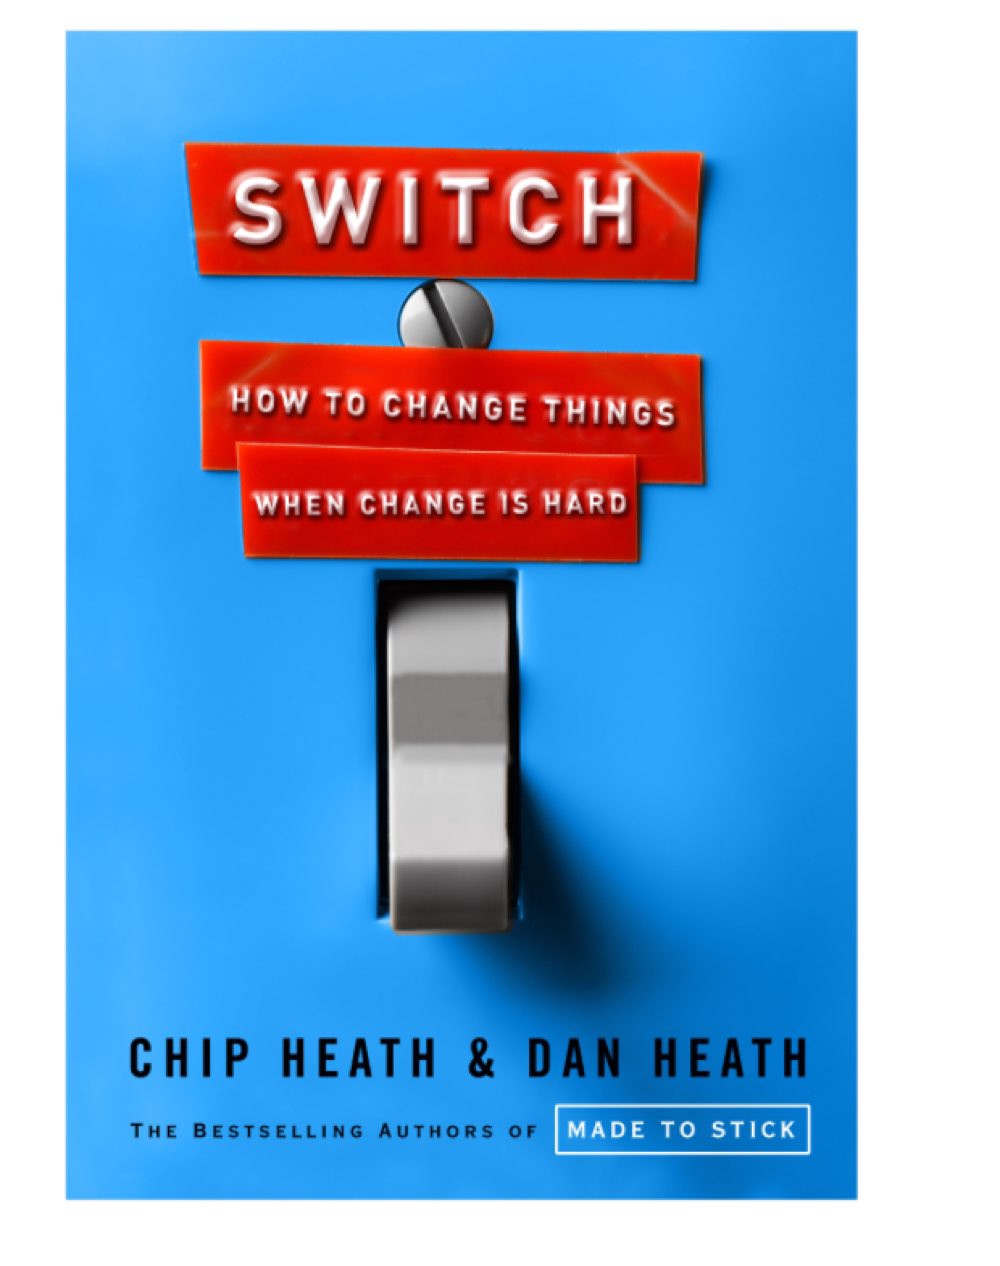 SWITCH
HOW TO CHANGE THINGS
WHEN CHANGE IS HARD
CHIP HEATH & DAN HEATH
THE BESTSELLING AUTHORS OF MADE TO STICK